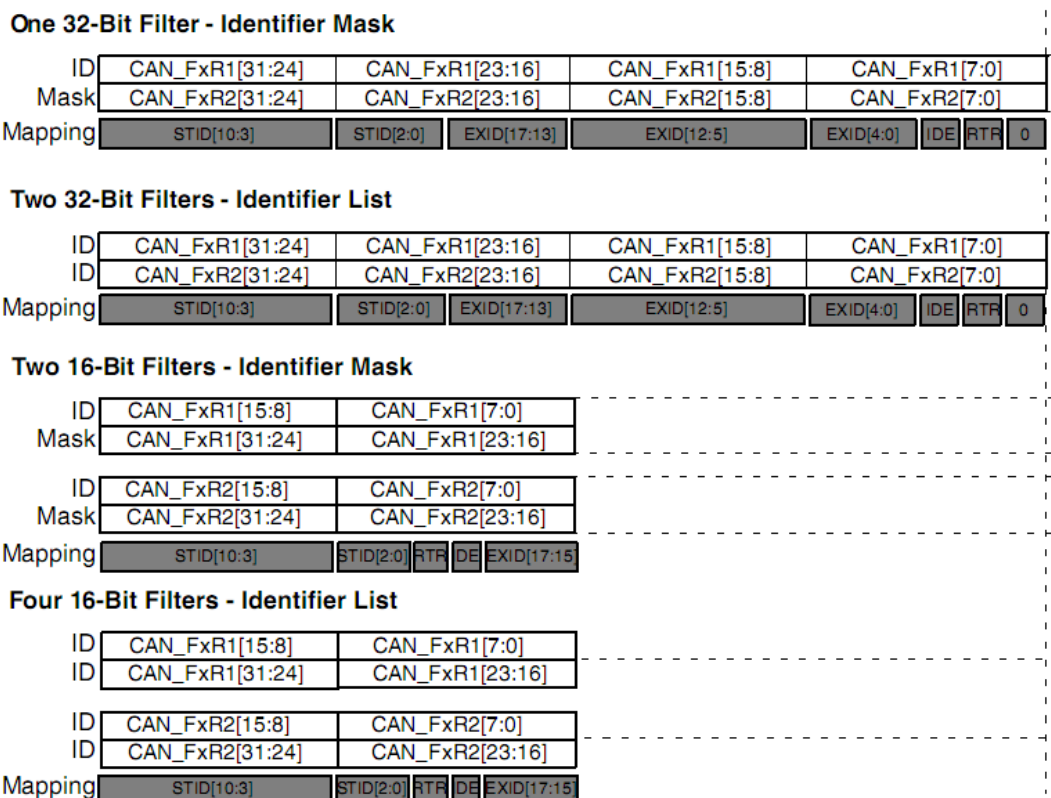 One 32-Bit Filter - Identifier Mask
ID CAN_FxR1[31:24] CAN_FxR1[23:16] CAN_FxR1[15:8] CAN_FxR1[7:0]
Mask CAN_FxR2[31:24] CAN_FxR2[23:16] CAN_FxR2[15:8] CAN_FxR2[7:0]
Mapping STID[10:3] STID[2:0] EXID[17:13] EXID[12:5] EXID[4:0] IDE RTR 0
Two 32-Bit Filters - Identifier List
ID CAN_FxR1[31:24] CAN_FxR1[23:16] CAN_FxR1[15:8] CAN_FxR1[7:0]
ID CAN_FxR2[31:24] CAN_FxR2[23:16] CAN_FxR2[15:8] CAN_FxR2[7:0]
Mapping STID[10:3] STID[2:0] EXID[17:13] EXID[12:5] EXID[4:0] IDE RTR 0
Two 16-Bit Filters - Identifier Mask
ID CAN_FxR1[15:8] CAN_FxR1[7:0]
Mask CAN_FxR1[31:24] CAN_FxR1[23:16]
ID CAN_FxR2[15:8] CAN_FxR2[7:0]
Mask CAN_FxR2[31:24] CAN_FxR2[23:16]
Mapping STID[10:3] STID[2:0] RTR IDE EXID[17:15]
Four 16-Bit Filters - Identifier List
ID CAN_FxR1[15:8] CAN_FxR1[7:0]
ID CAN_FxR1[31:24] CAN_FxR1[23:16]
ID CAN_FxR2[15:8] CAN_FxR2[7:0]
ID CAN_FxR2[31:24] CAN_FxR2[23:16]
Mapping STID[10:3] STID[2:0] RTR IDE EXID[17:15]